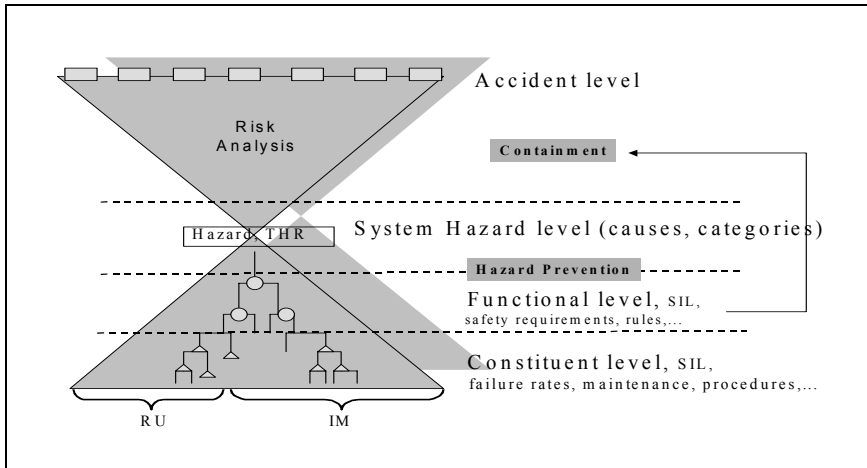 Accident level
Risk
Analysis
Containment
Hazard, THR
System Hazard level (causes, categories)
Hazard Prevention
Functional level, SIL,
safety requirements, rules,...
Constituent level, SIL,
failure rates, maintenance, procedures,...
RU
IM